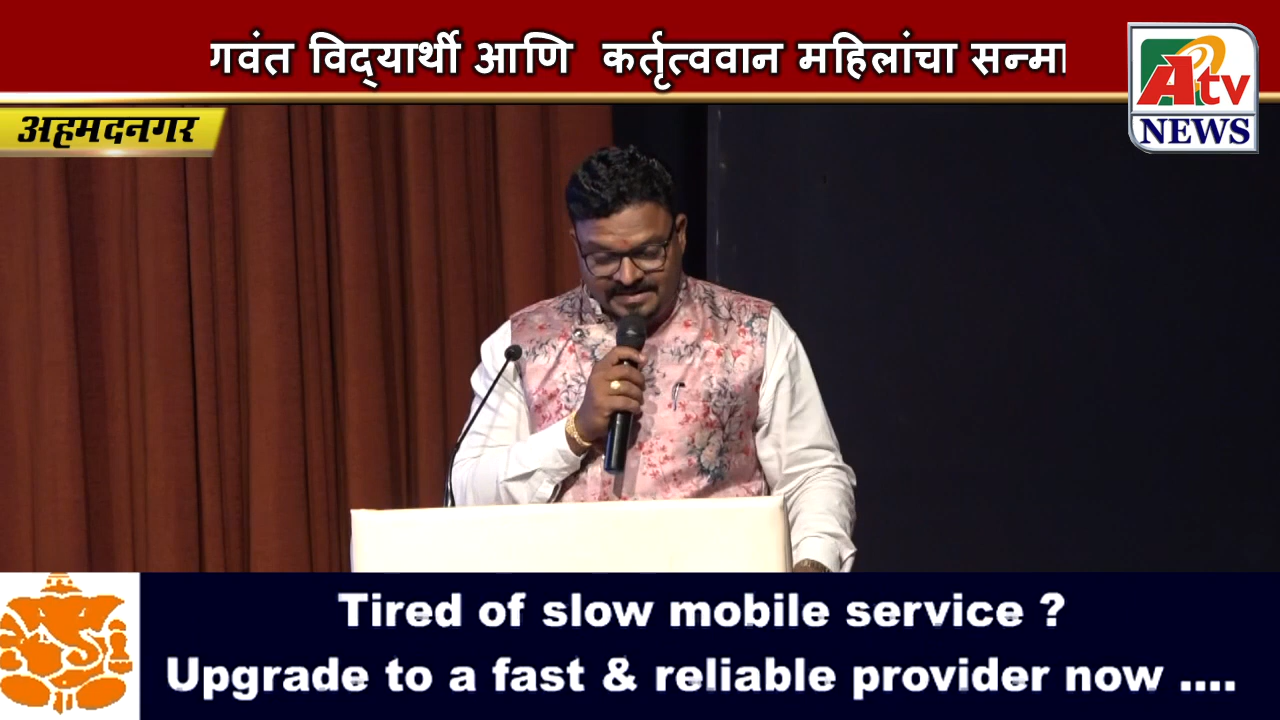 गवंत विद्‌यार्थी आणि कर्तृत्ववान महिलांचा सन्मा
Atv
NEWS
अहमदनगर
Tired of slow mobile service ?
Upgrade to a fast & reliable provider now ....